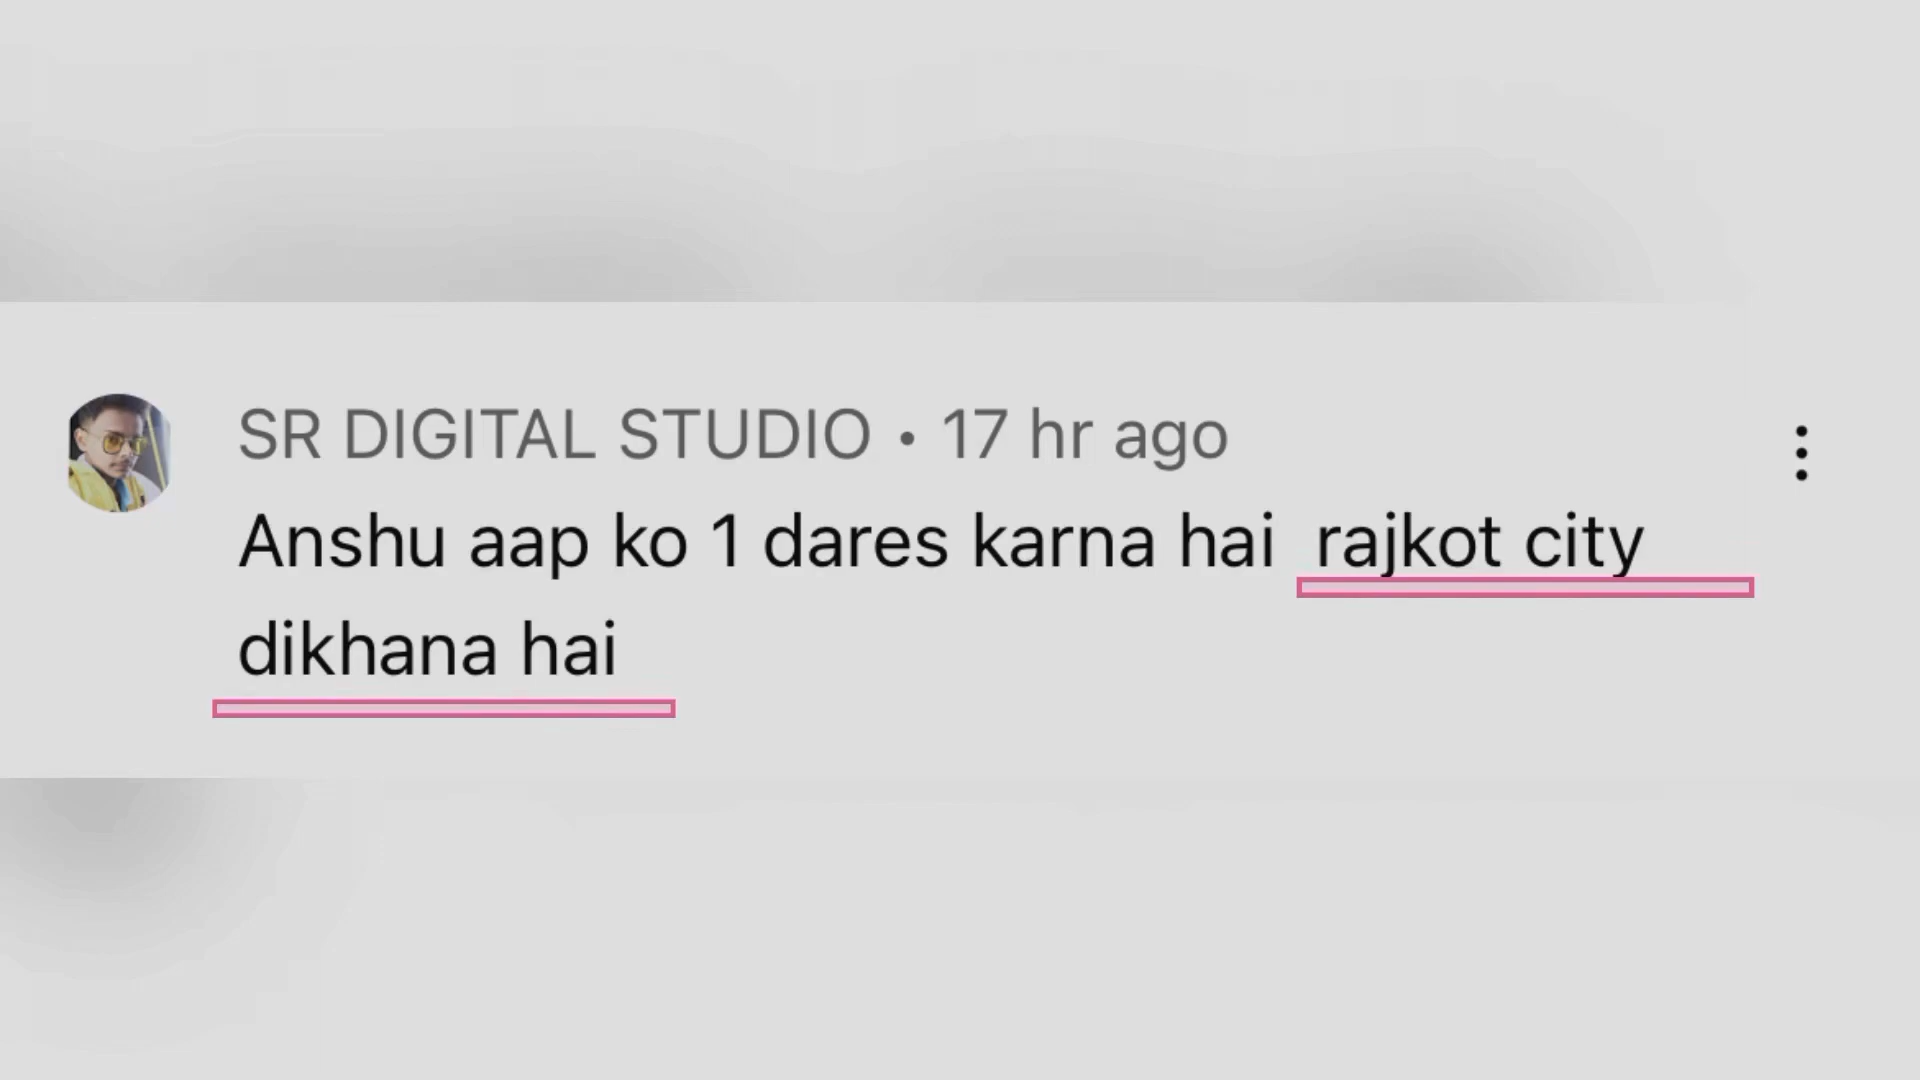 SR DIGITAL STUDIO • 17 hr ago
Anshu aap ko 1 dares karna hai rajkot city
dikhana hai